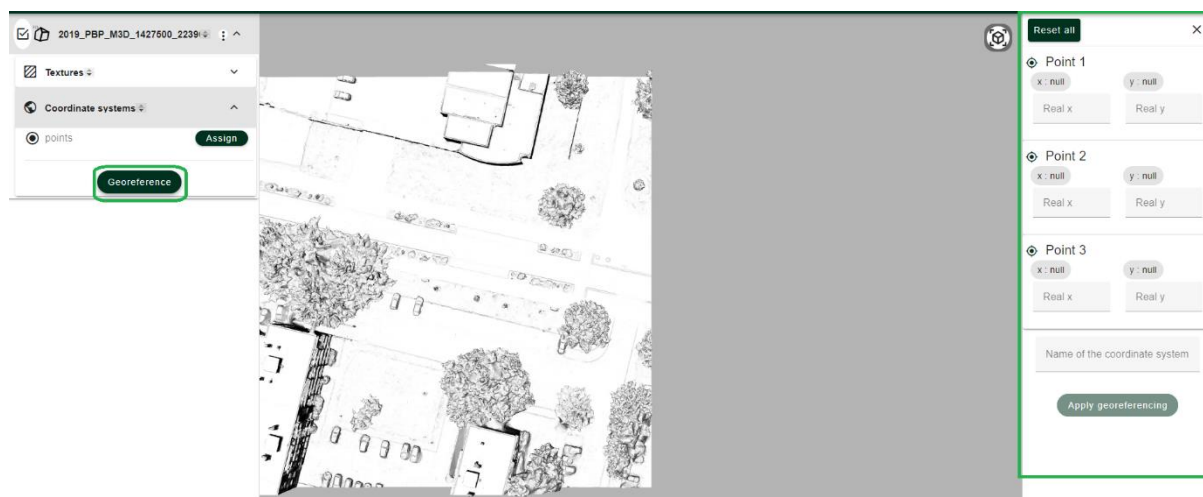 2019_PBP_M3D_1427500_2239
Textures
Coordinate systems
points
Assign
Georeference
Reset all
Point 1
x : null y : null
Real x Real y
Point 2
x : null y : null
Real x Real y
Point 3
x : null y : null
Real x Real y
Name of the coordinate system
Apply georeferencing